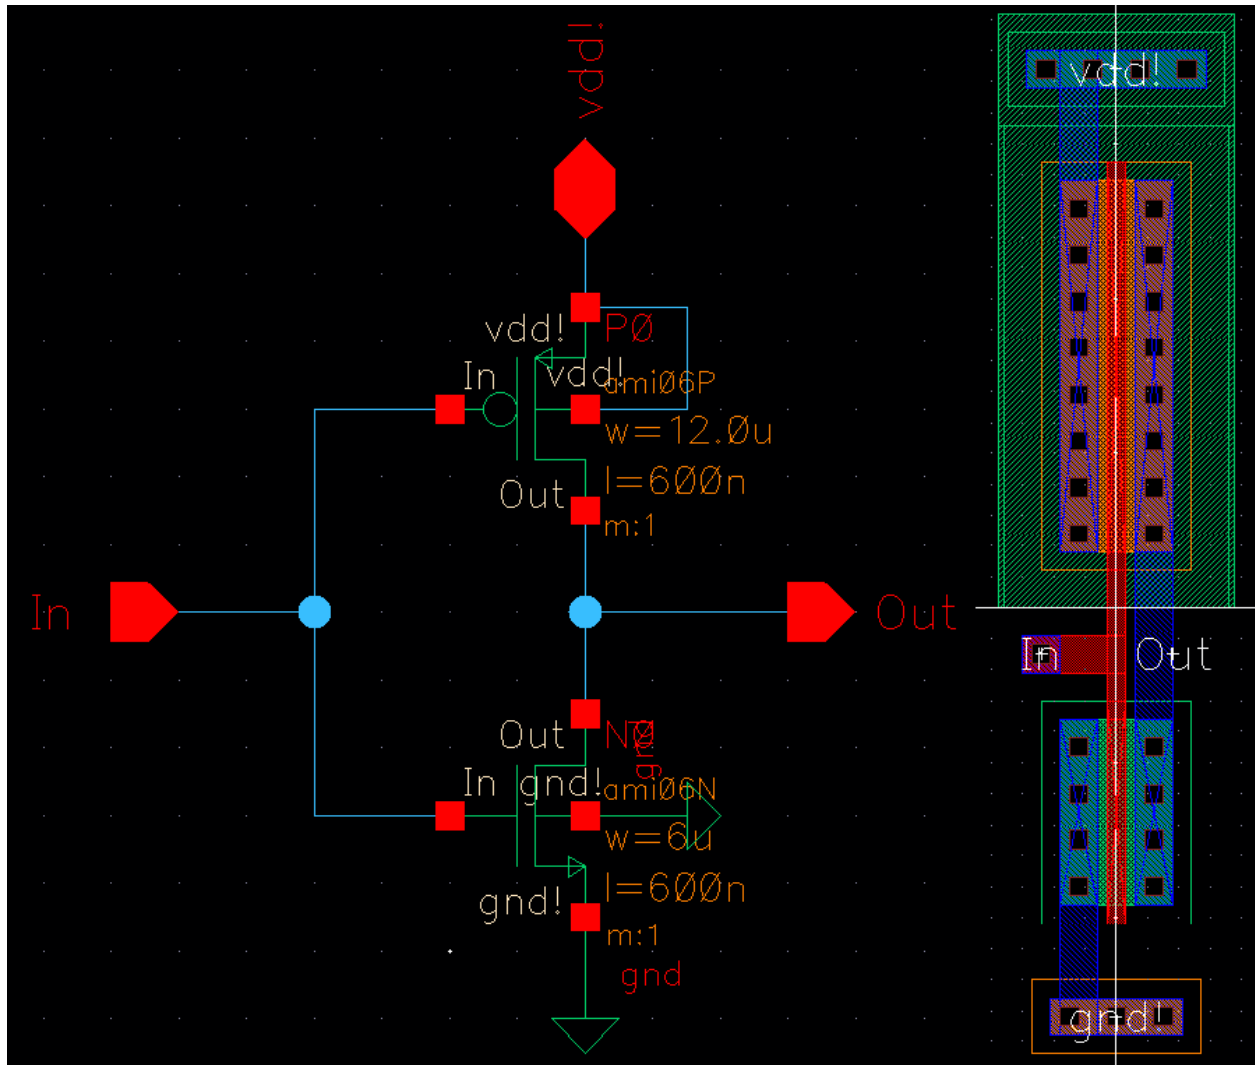 vdd!
vdd!
P0
In
vdd!
ami06P
w=12.0u
Out
l=600n
m:1
In
Out
Out
N0
gnd
In
gnd!
ami06N
w=6u
gnd!
l=600n
m:1
gnd
vdd!
In
Out
gnd!